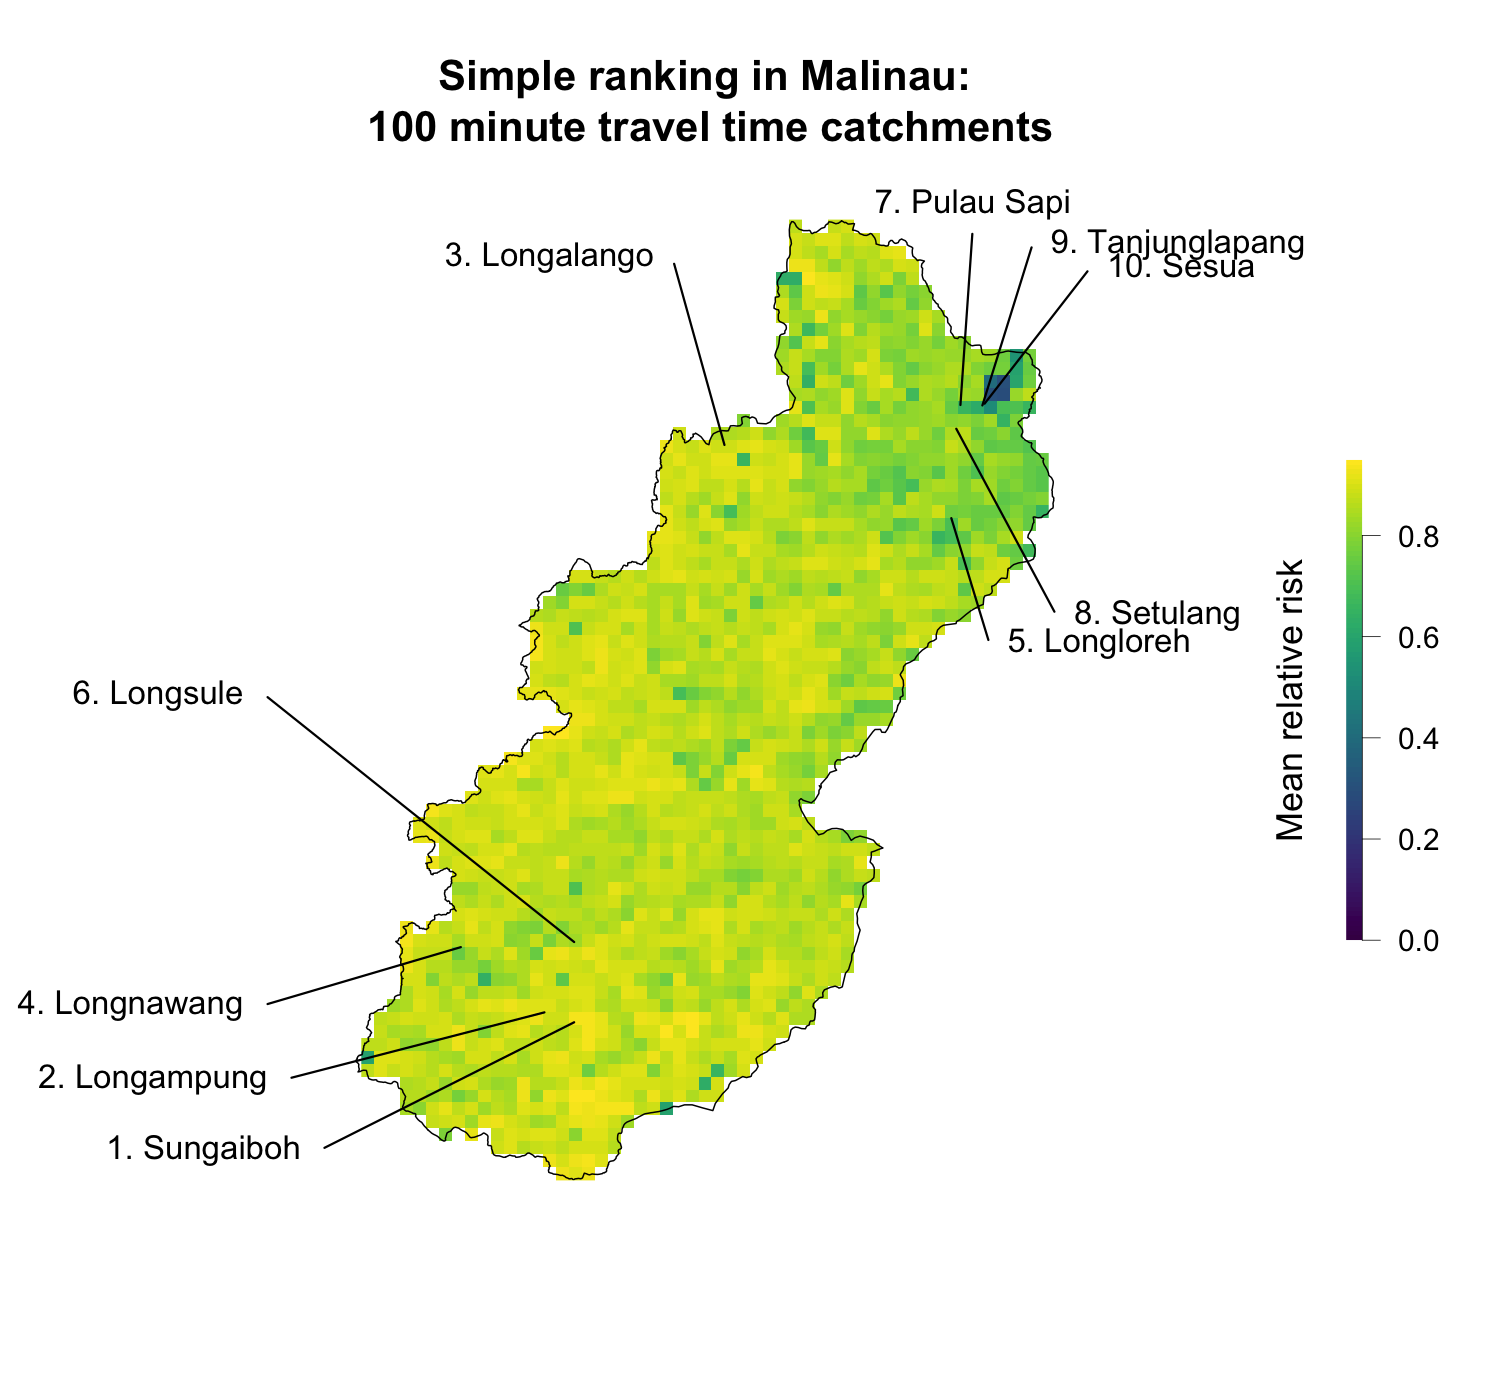 Simple ranking in Malinau:
100 minute travel time catchments
7. Pulau Sapi
3. Longalango
9. Tanjunglapang
10. Sesua
8. Setulang
5. Longloreh
6. Longsule
4. Longnawang
2. Longampung
1. Sungaiboh
Mean relative risk
0.8
0.6
0.4
0.2
0.0